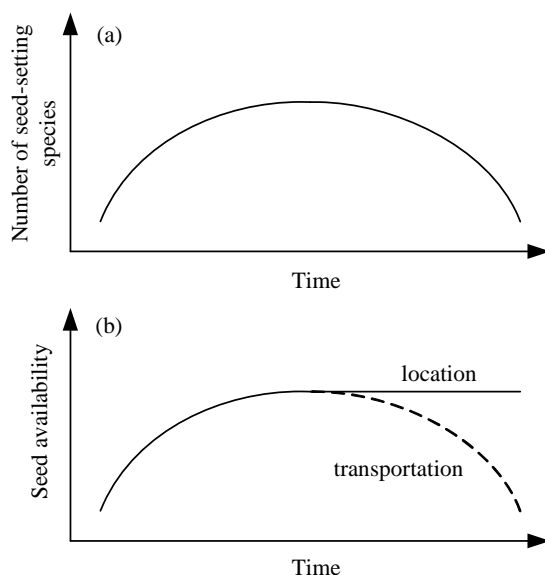 (a)
Number of seed-setting
species
Time
(b)
Seed availability
location
transportation
Time